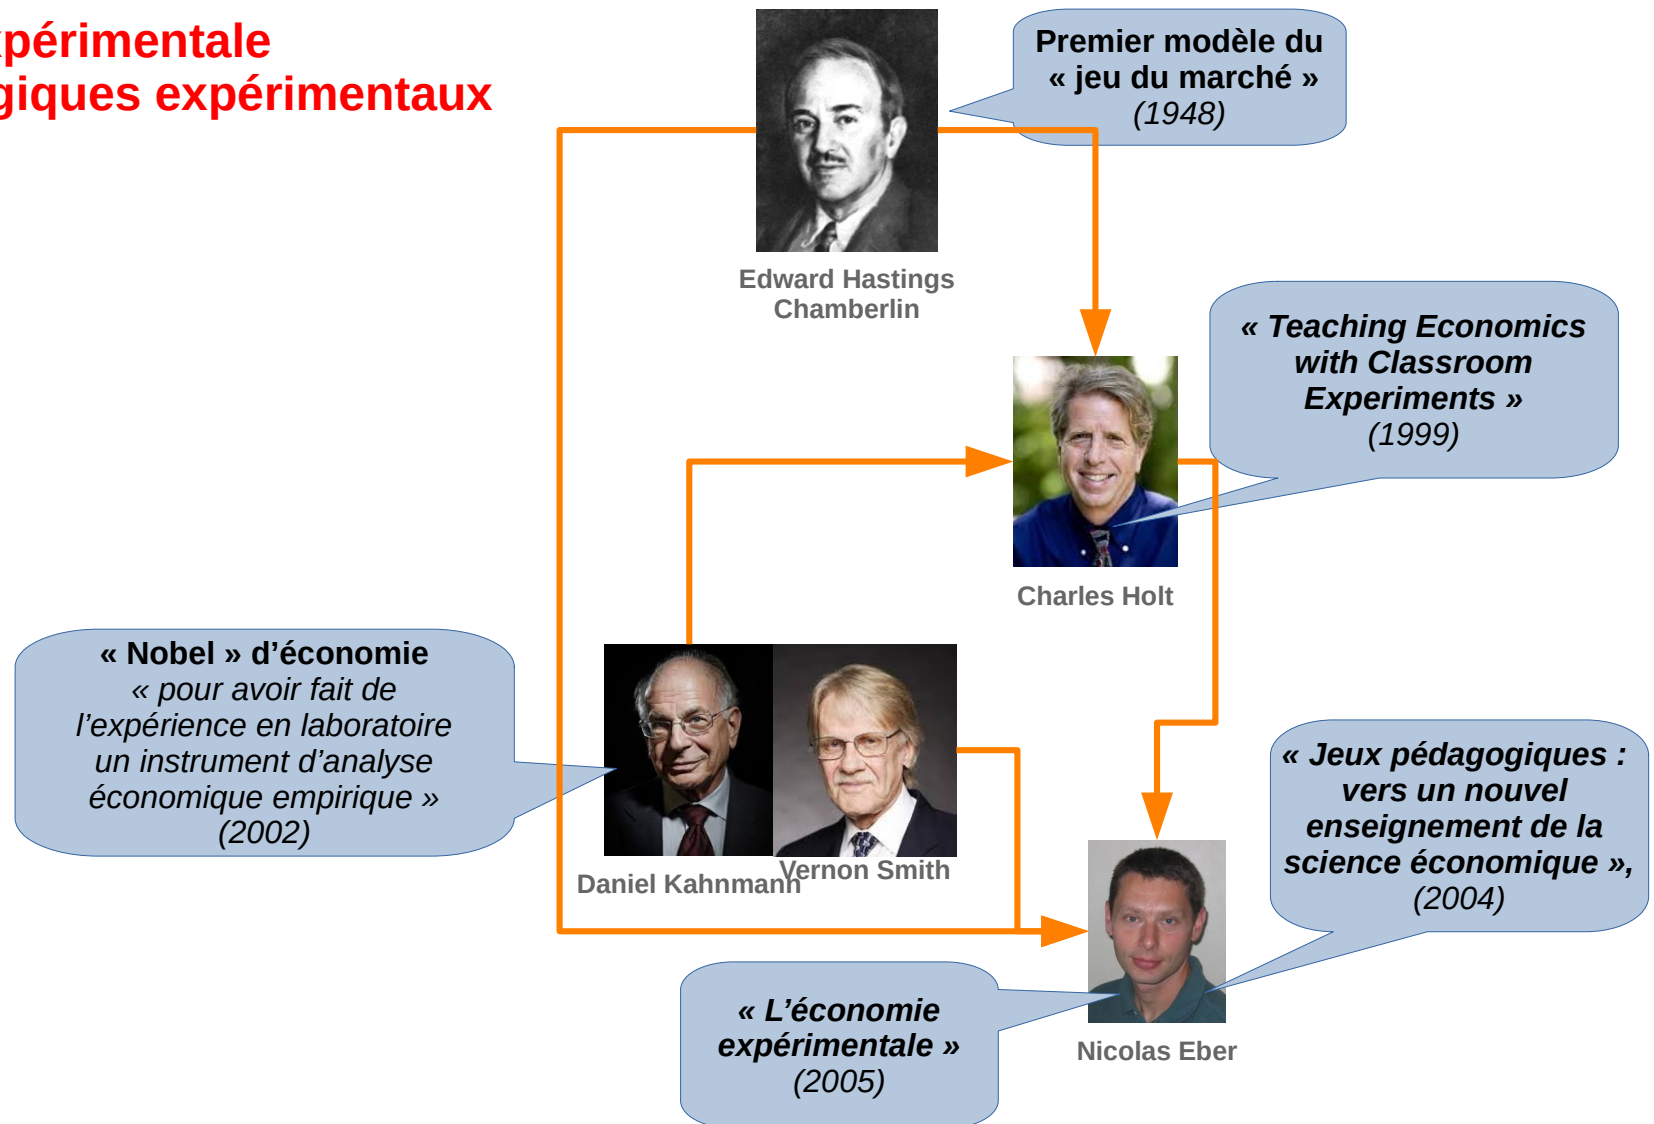 xpérimentale
giques expérimentaux
Premier modèle du
« jeu du marché »
(1948)
Edward Hastings
Chamberlin
« Teaching Economics
with Classroom
Experiments »
(1999)
Charles Holt
« Nobel » d’économie
« pour avoir fait de
l’expérience en laboratoire
un instrument d’analyse
économique empirique »
(2002)
Daniel Kahnmann
Vernon Smith
« Jeux pédagogiques :
vers un nouvel
enseignement de la
science économique »,
(2004)
« L’économie
expérimentale »
(2005)
Nicolas Eber